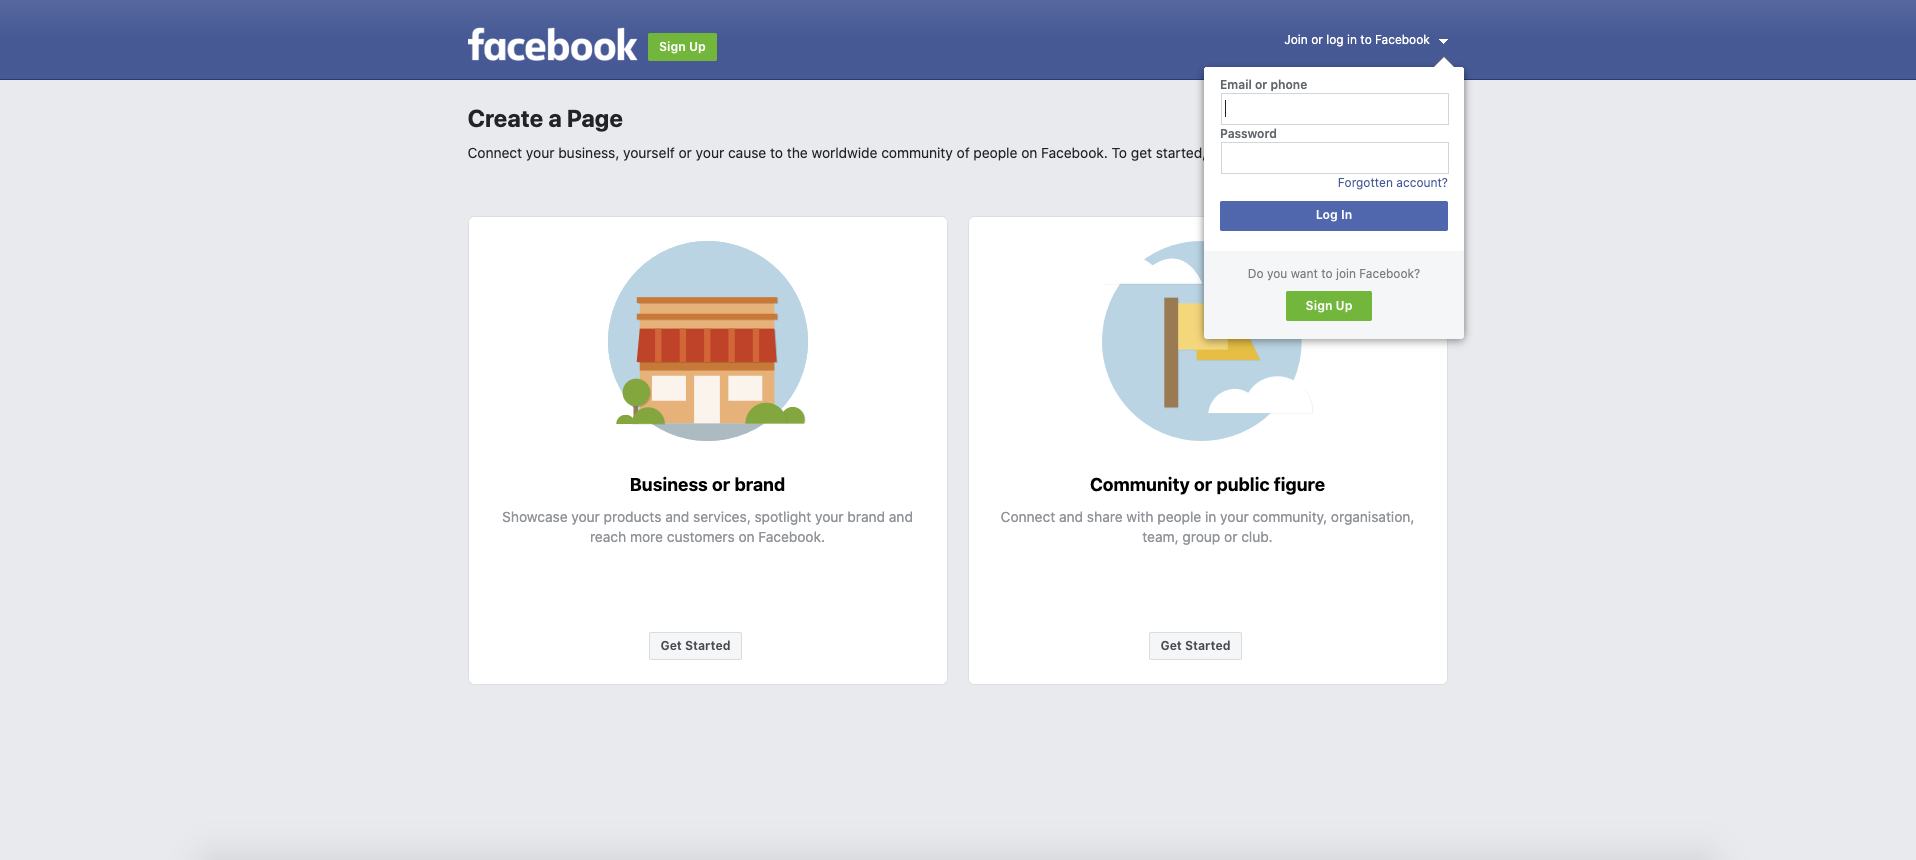 facebook
Sign Up
Join or log in to Facebook
Email or phone
Password
Forgotten account?
Log In
Do you want to join Facebook?
Sign Up
Create a Page
Connect your business, yourself or your cause to the worldwide community of people on Facebook. To get started,
Business or brand
Showcase your products and services, spotlight your brand and
reach more customers on Facebook.
Get Started
Community or public figure
Connect and share with people in your community, organisation,
team, group or club.
Get Started